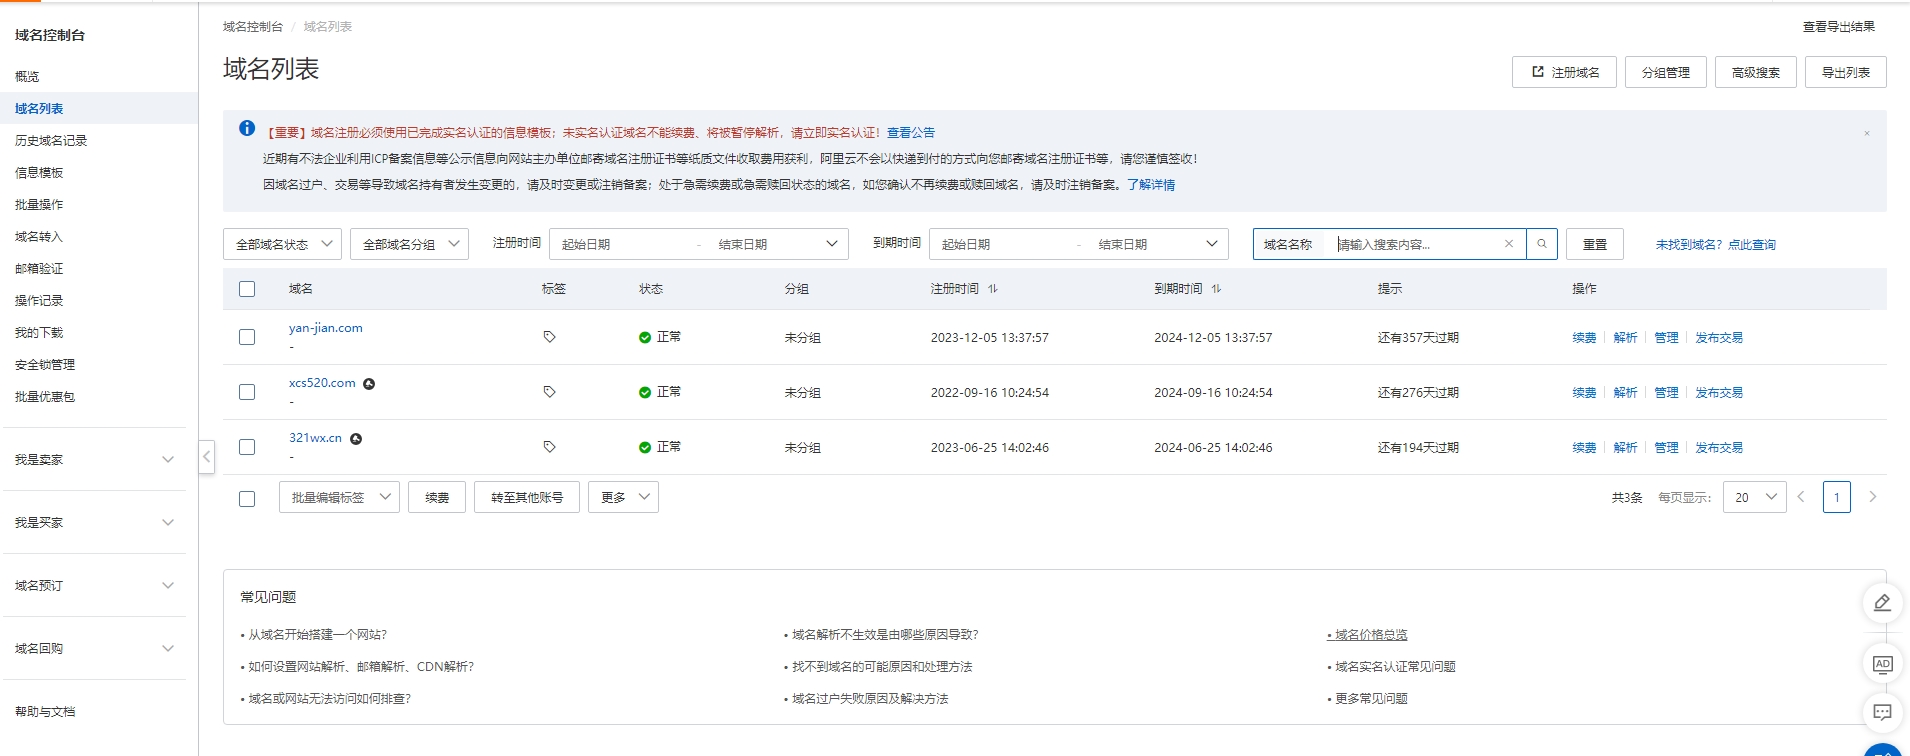 域名控制台
概览
域名列表
历史域名记录
信息模板
批量操作
域名转入
邮箱验证
操作记录
我的下载
安全锁管理
批量优惠包
我是卖家
我是买家
域名预订
域名回购
帮助与文档
域名控制台 / 域名列表
查看导出结果
域名列表
注册域名 分组管理 高级搜索 导出列表
【重要】域名注册必须使用已完成实名认证的信息模板；未实名认证域名不能续费、将被暂停解析，请立即实名认证！查看公告
近期有不法企业利用ICP备案信息等公示信息向网站主办单位邮寄域名注册证书等纸质文件收取费用获利，阿里云不会以快递到付的方式向您邮寄域名注册证书等，请您谨慎签收！
因域名过户、交易等导致域名持有者发生变更的，请及时变更或注销备案；处于急需续费或急需赎回状态的域名，如您确认不再续费或赎回域名，请及时注销备案。了解详情
全部域名状态 全部域名分组 注册时间 起始日期 - 结束日期 到期时间 起始日期 - 结束日期 域名名称 请输入搜索内容... 重置 未找到域名？点此查询
域名 标签 状态 分组 注册时间 到期时间 提示 操作
yan-jian.com 正常 未分组 2023-12-05 13:37:57 2024-12-05 13:37:57 还有357天过期 续费 解析 管理 发布交易
-
xcs520.com 正常 未分组 2022-09-16 10:24:54 2024-09-16 10:24:54 还有276天过期 续费 解析 管理 发布交易
-
321wx.cn 正常 未分组 2023-06-25 14:02:46 2024-06-25 14:02:46 还有194天过期 续费 解析 管理 发布交易
-
批量编辑标签 续费 转至其他账号 更多 共3条 每页显示: 20 1
常见问题
• 从域名开始搭建一个网站? • 域名解析不生效是由哪些原因导致? • 域名价格总览
• 如何设置网站解析、邮箱解析、CDN解析? • 找不到域名的可能原因和处理方法 • 域名实名认证常见问题
• 域名或网站无法访问如何排查? • 域名过户失败原因及解决方法 • 更多常见问题
AD